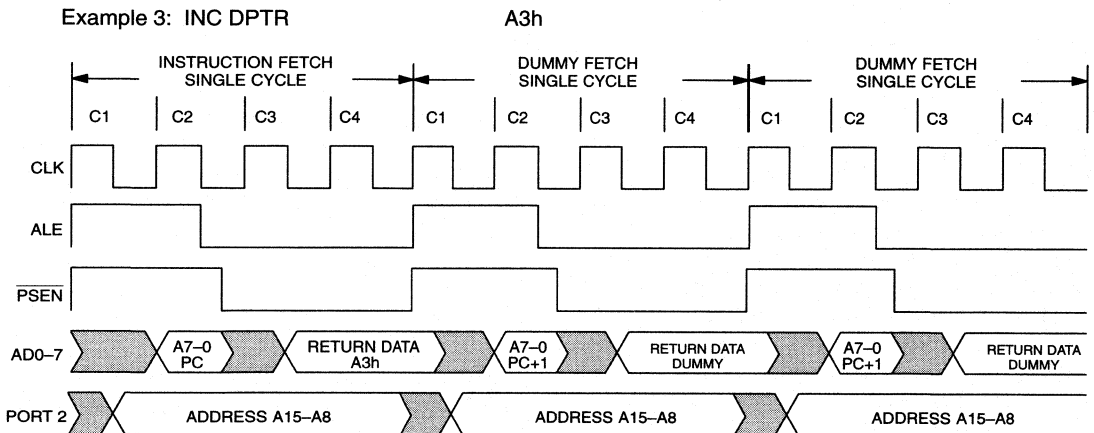 Example 3: INC DPTR A3h
INSTRUCTION FETCH DUMMY FETCH DUMMY FETCH
SINGLE CYCLE SINGLE CYCLE SINGLE CYCLE
C1 C2 C3 C4 C1 C2 C3 C4 C1 C2 C3 C4
CLK
ALE
PSEN
AD0–7
A7–0 RETURN DATA A7–0 RETURN DATA A7–0 RETURN DATA
PC A3h PC+1 DUMMY PC+1 DUMMY
PORT 2 ADDRESS A15–A8 ADDRESS A15–A8 ADDRESS A15–A8